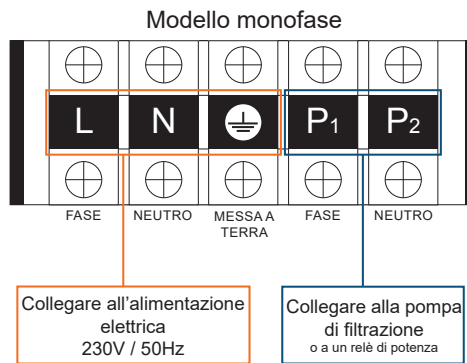 Modello monofase
L N P1 P2
FASE NEUTRO MESSA A TERRA FASE NEUTRO
Collegare all'alimentazione
elettrica
230V / 50Hz
Collegare alla pompa
di filtrazione
o a un relè di potenza